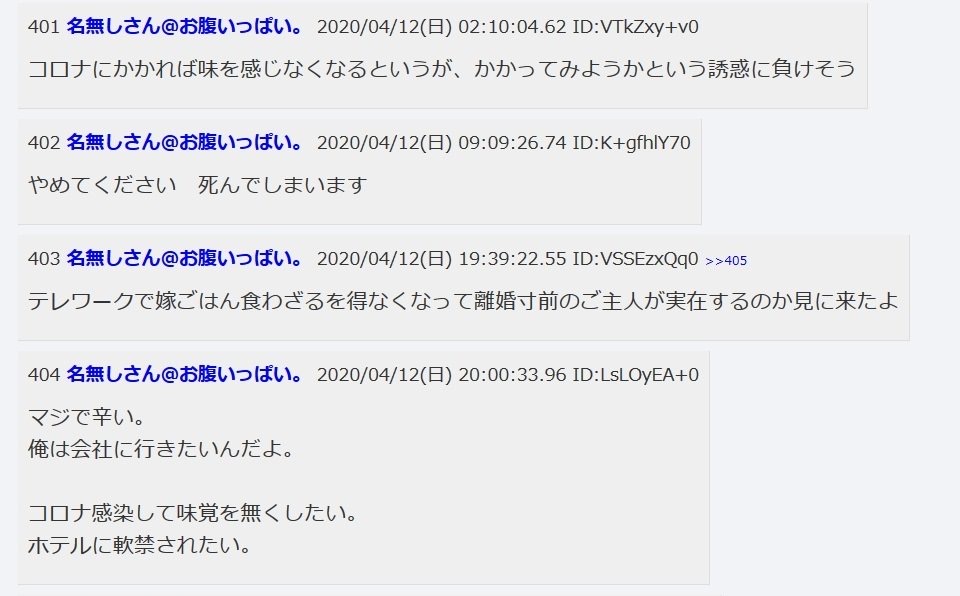 401 名無しさん@お腹いっぱい。 2020/04/12(日) 02:10:04.62 ID:VTkZxy+v0
コロナにかかれば味を感じなくなるというが、かかってみようかという誘惑に負けそう
402 名無しさん@お腹いっぱい。 2020/04/12(日) 09:09:26.74 ID:K+gfhlY70
やめてください　死んでしまいます
403 名無しさん@お腹いっぱい。 2020/04/12(日) 19:39:22.55 ID:VSSEzxQq0 >>405
テレワークで嫁ごはん食わざるを得なくなって離婚寸前のご主人が実在するのか見に来たよ
404 名無しさん@お腹いっぱい。 2020/04/12(日) 20:00:33.96 ID:LsLOyEA+0
マジで辛い。
俺は会社に行きたいんだよ。
コロナ感染して味覚を無くしたい。
ホテルに軟禁されたい。